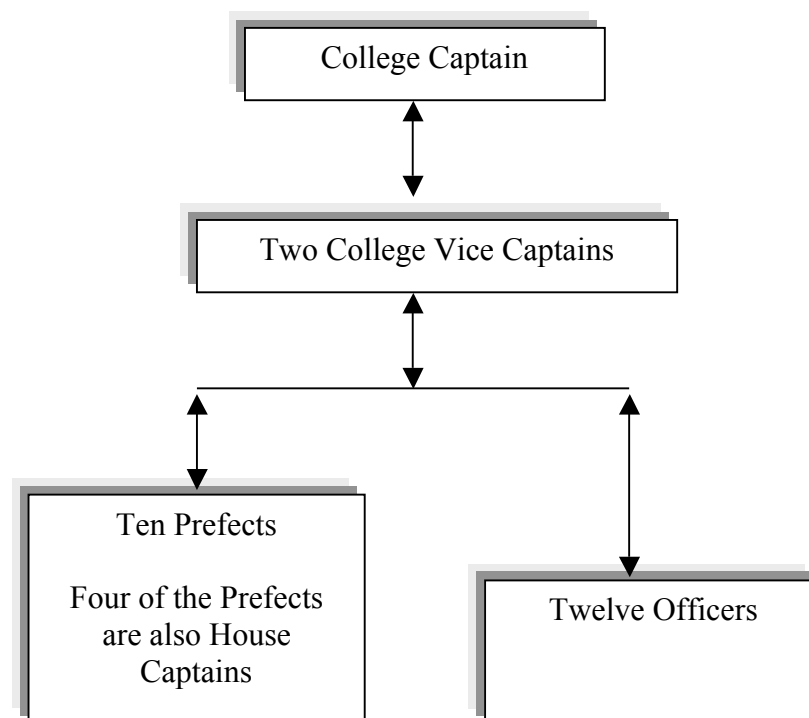 College Captain
Two College Vice Captains
Ten Prefects
Four of the Prefects
are also House
Captains
Twelve Officers